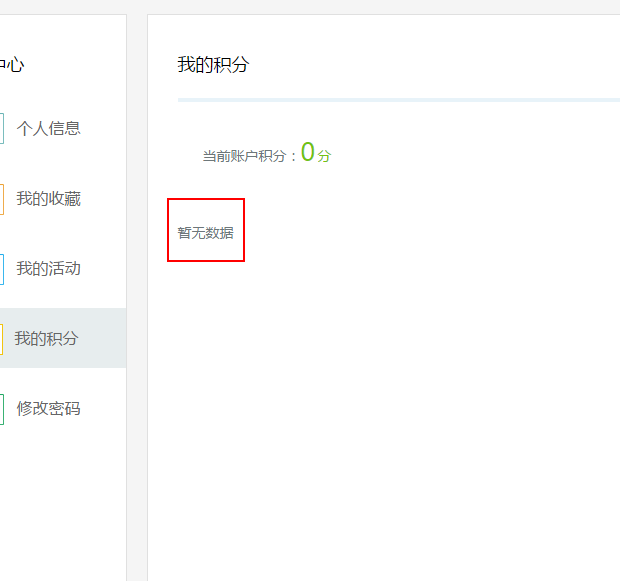 中心
个人信息
我的收藏
我的活动
我的积分
修改密码
我的积分
当前账户积分：0分
暂无数据